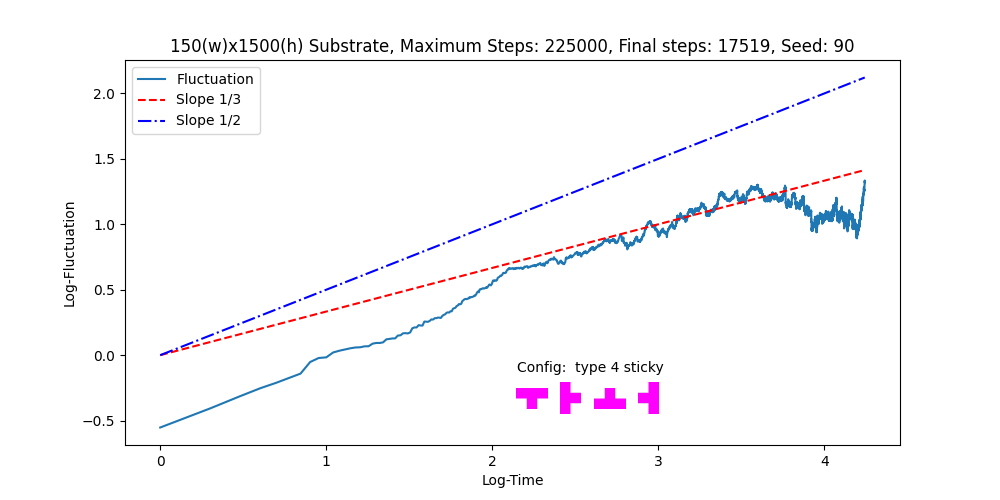 150(w)x1500(h) Substrate, Maximum Steps: 225000, Final steps: 17519, Seed: 90
Fluctuation
Slope 1/3
Slope 1/2
2.0
1.5
1.0
0.5
0.0
−0.5
Log-Fluctuation
Config:  type 4 sticky
0
1
2
3
4
Log-Time